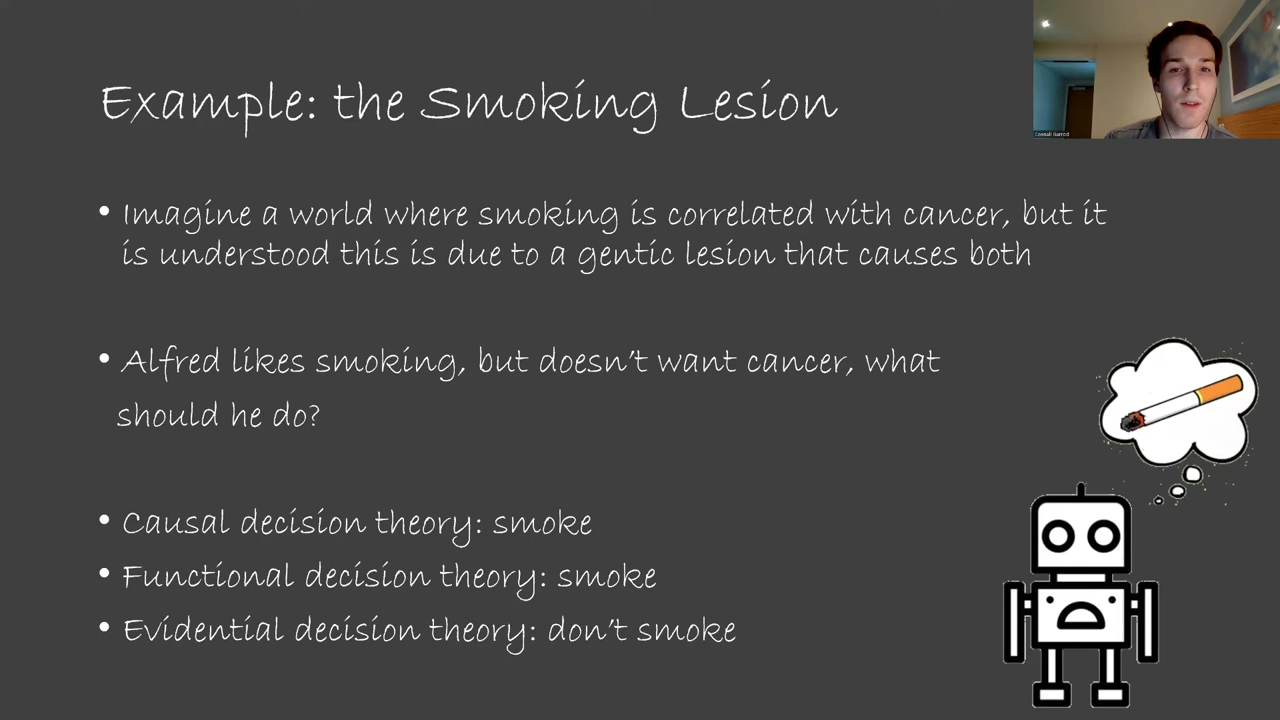 Example: the Smoking Lesion
• Imagine a world where smoking is correlated with cancer, but it
is understood this is due to a gentic lesion that causes both
• Alfred likes smoking, but doesn't want cancer, what
should he do?
• Causal decision theory: smoke
• Functional decision theory: smoke
• Evidential decision theory: don't smoke